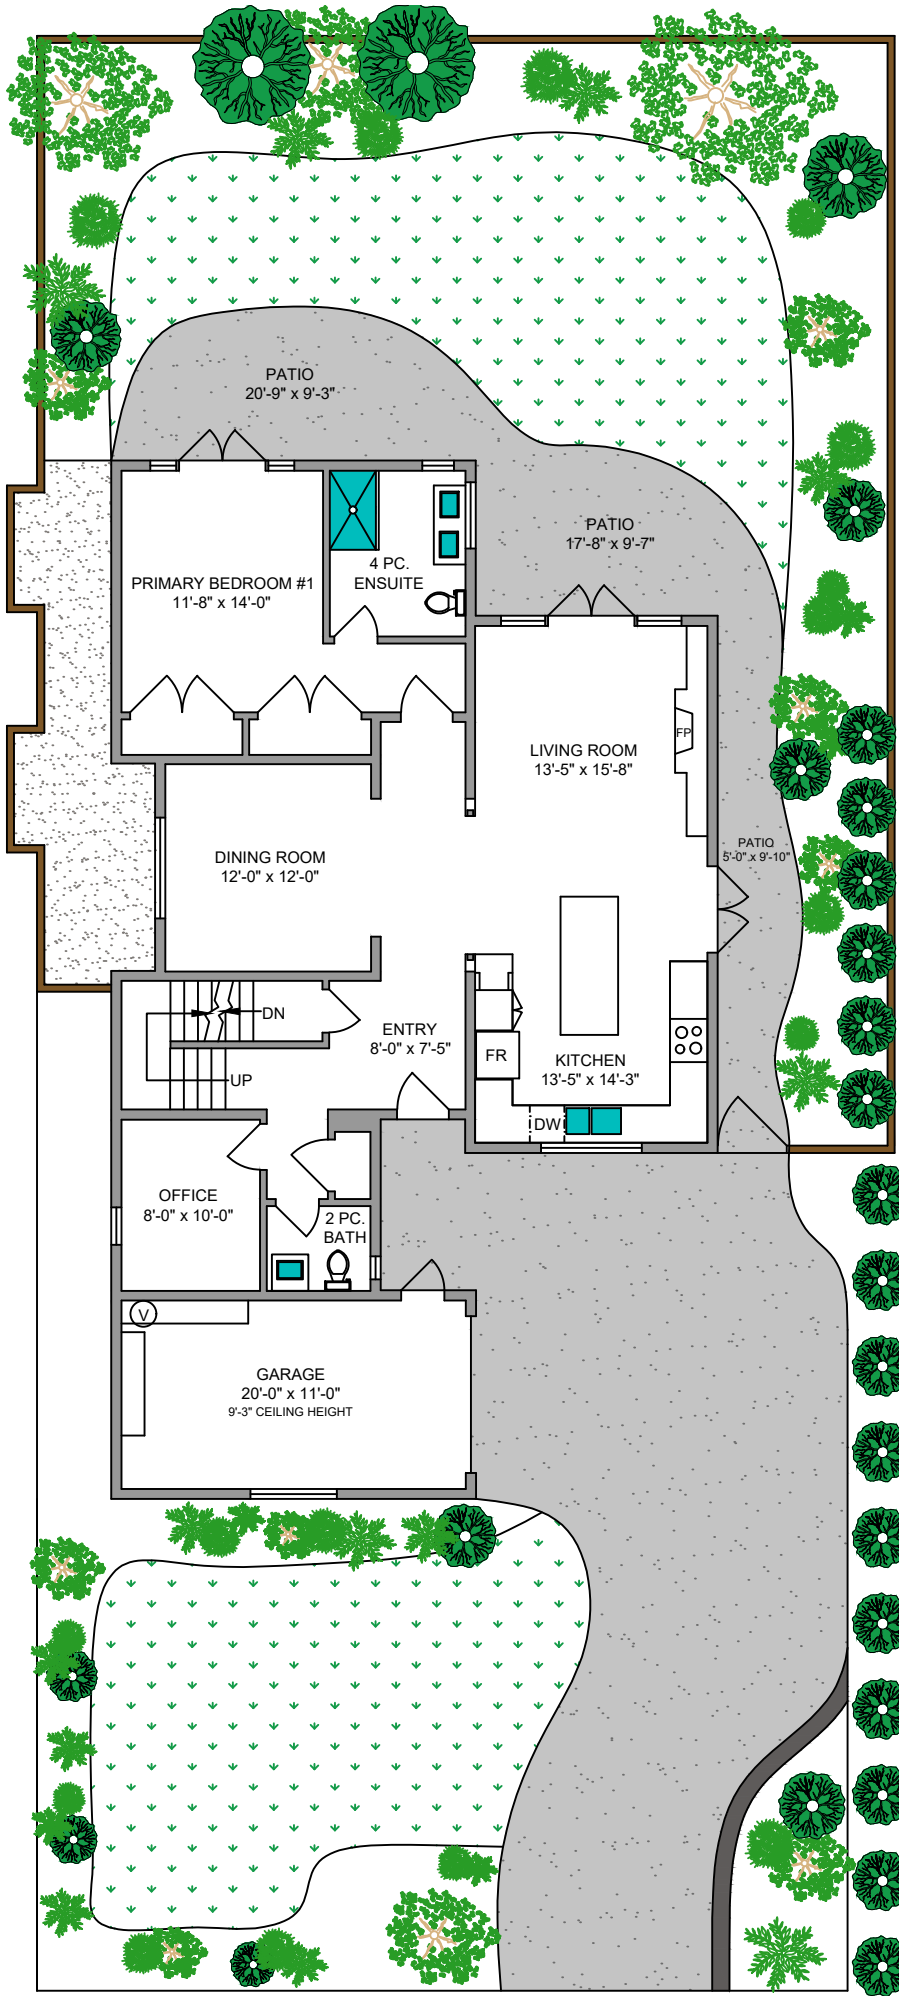 PATIO
20'-9" x 9'-3"
PATIO
17'-8" x 9'-7"
4 PC.
ENSUITE
PRIMARY BEDROOM #1
11'-8" x 14'-0"
FP
LIVING ROOM
13'-5" x 15'-8"
PATIO
5'-0" x 9'-10"
DINING ROOM
12'-0" x 12'-0"
DN
ENTRY
8'-0" x 7'-5"
FR
KITCHEN
13'-5" x 14'-3"
UP
DW
OFFICE
8'-0" x 10'-0"
2 PC.
BATH
V
GARAGE
20'-0" x 11'-0"
9'-3" CEILING HEIGHT